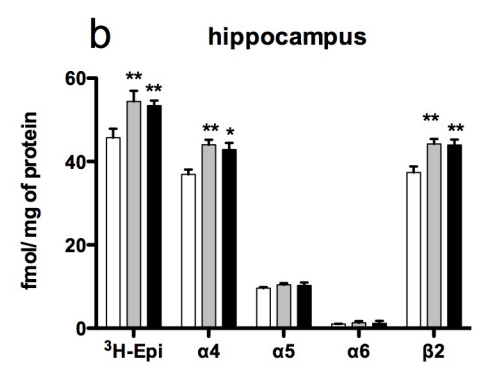 b
hippocampus
fmol/ mg of protein
60
40
20
0
** **
** *
** **
³H-Epi α4 α5 α6 β2